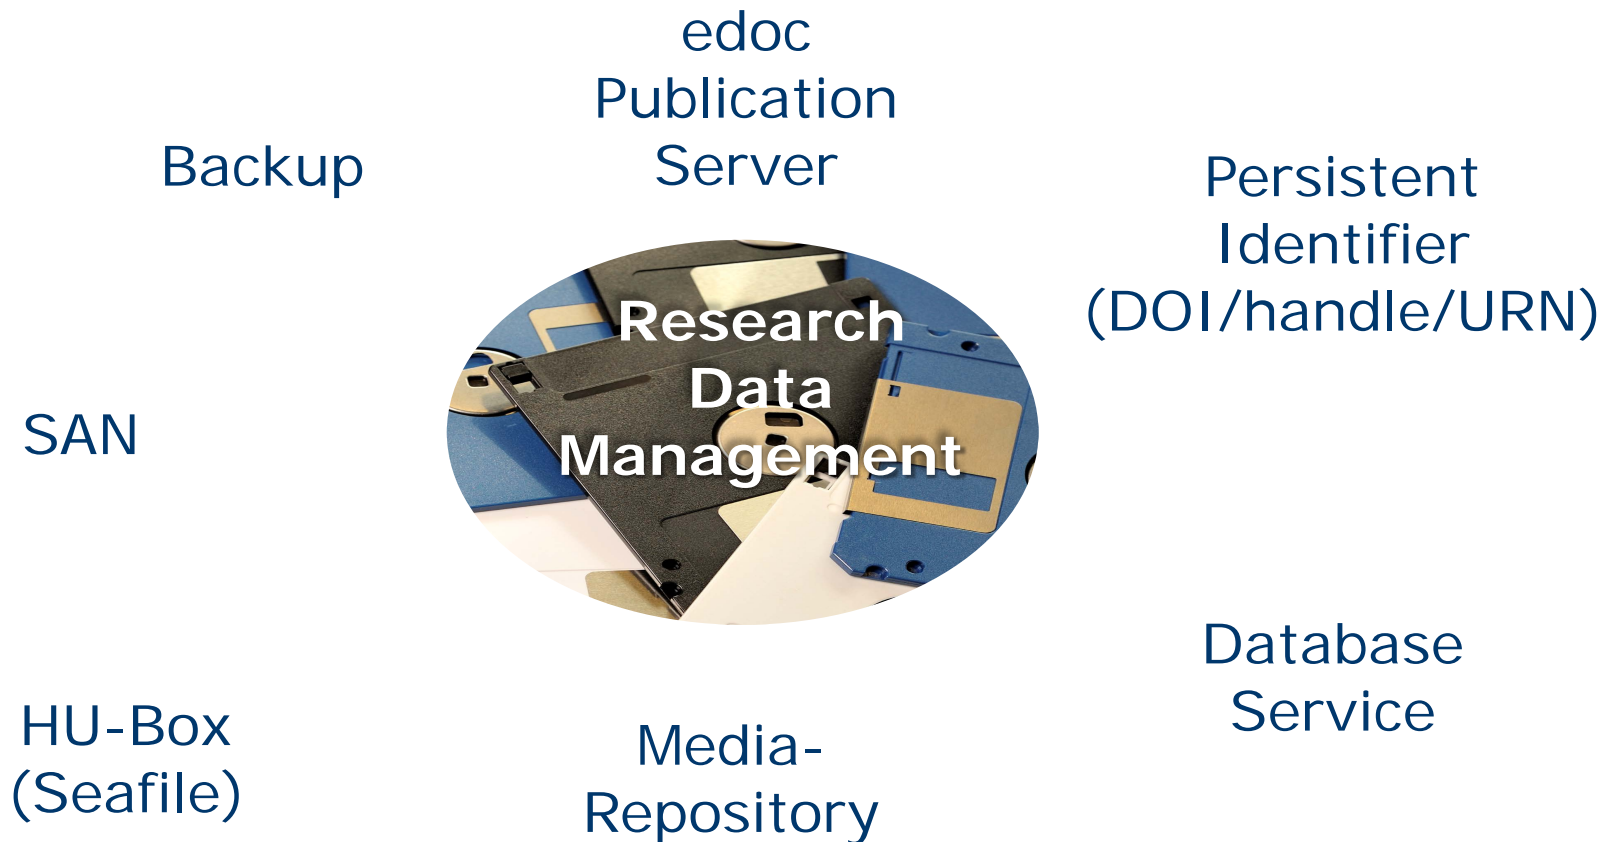 edoc
Publication
Server
Backup
Persistent
Identifier
(DOI/handle/URN)
Research
Data
Management
SAN
Database
Service
HU-Box
(Seafile)
Media-
Repository